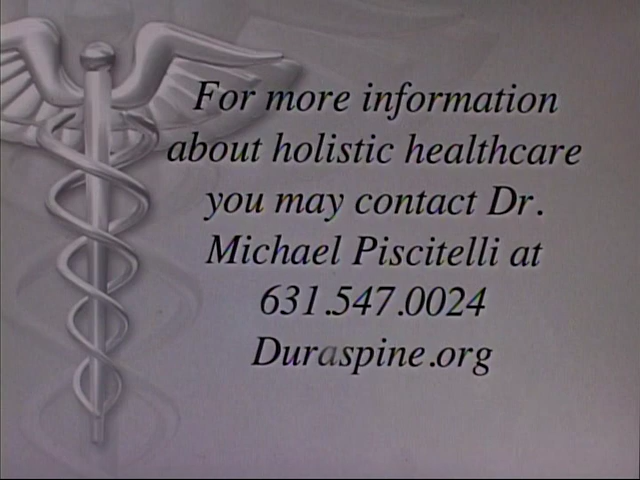 For more information
about holistic healthcare
you may contact Dr.
Michael Piscitelli at
631.547.0024
Duraspine.org